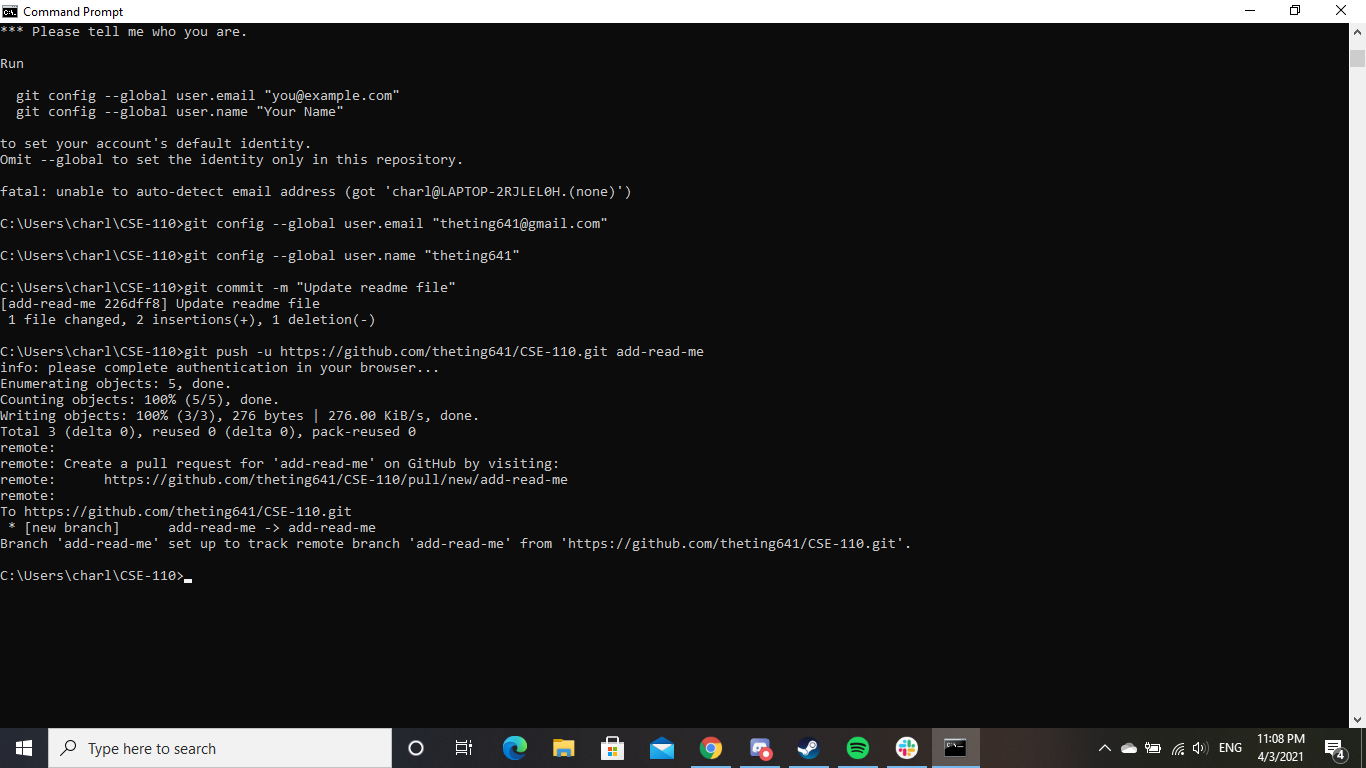 Command Prompt
*** Please tell me who you are.
Run
  git config --global user.email "you@example.com"
  git config --global user.name "Your Name"
to set your account's default identity.
Omit --global to set the identity only in this repository.
fatal: unable to auto-detect email address (got 'charl@LAPTOP-2RJLEL0H.(none)')
C:\Users\charl\CSE-110>git config --global user.email "theting641@gmail.com"
C:\Users\charl\CSE-110>git config --global user.name "theting641"
C:\Users\charl\CSE-110>git commit -m "Update readme file"
[add-read-me 226dff8] Update readme file
 1 file changed, 2 insertions(+), 1 deletion(-)
C:\Users\charl\CSE-110>git push -u https://github.com/theting641/CSE-110.git add-read-me
info: please complete authentication in your browser...
Enumerating objects: 5, done.
Counting objects: 100% (5/5), done.
Writing objects: 100% (3/3), 276 bytes | 276.00 KiB/s, done.
Total 3 (delta 0), reused 0 (delta 0), pack-reused 0
remote:
remote: Create a pull request for 'add-read-me' on GitHub by visiting:
remote:      https://github.com/theting641/CSE-110/pull/new/add-read-me
remote:
To https://github.com/theting641/CSE-110.git
 * [new branch]      add-read-me -> add-read-me
Branch 'add-read-me' set up to track remote branch 'add-read-me' from 'https://github.com/theting641/CSE-110.git'.
C:\Users\charl\CSE-110>
Type here to search
ENG
11:08 PM
4/3/2021
4